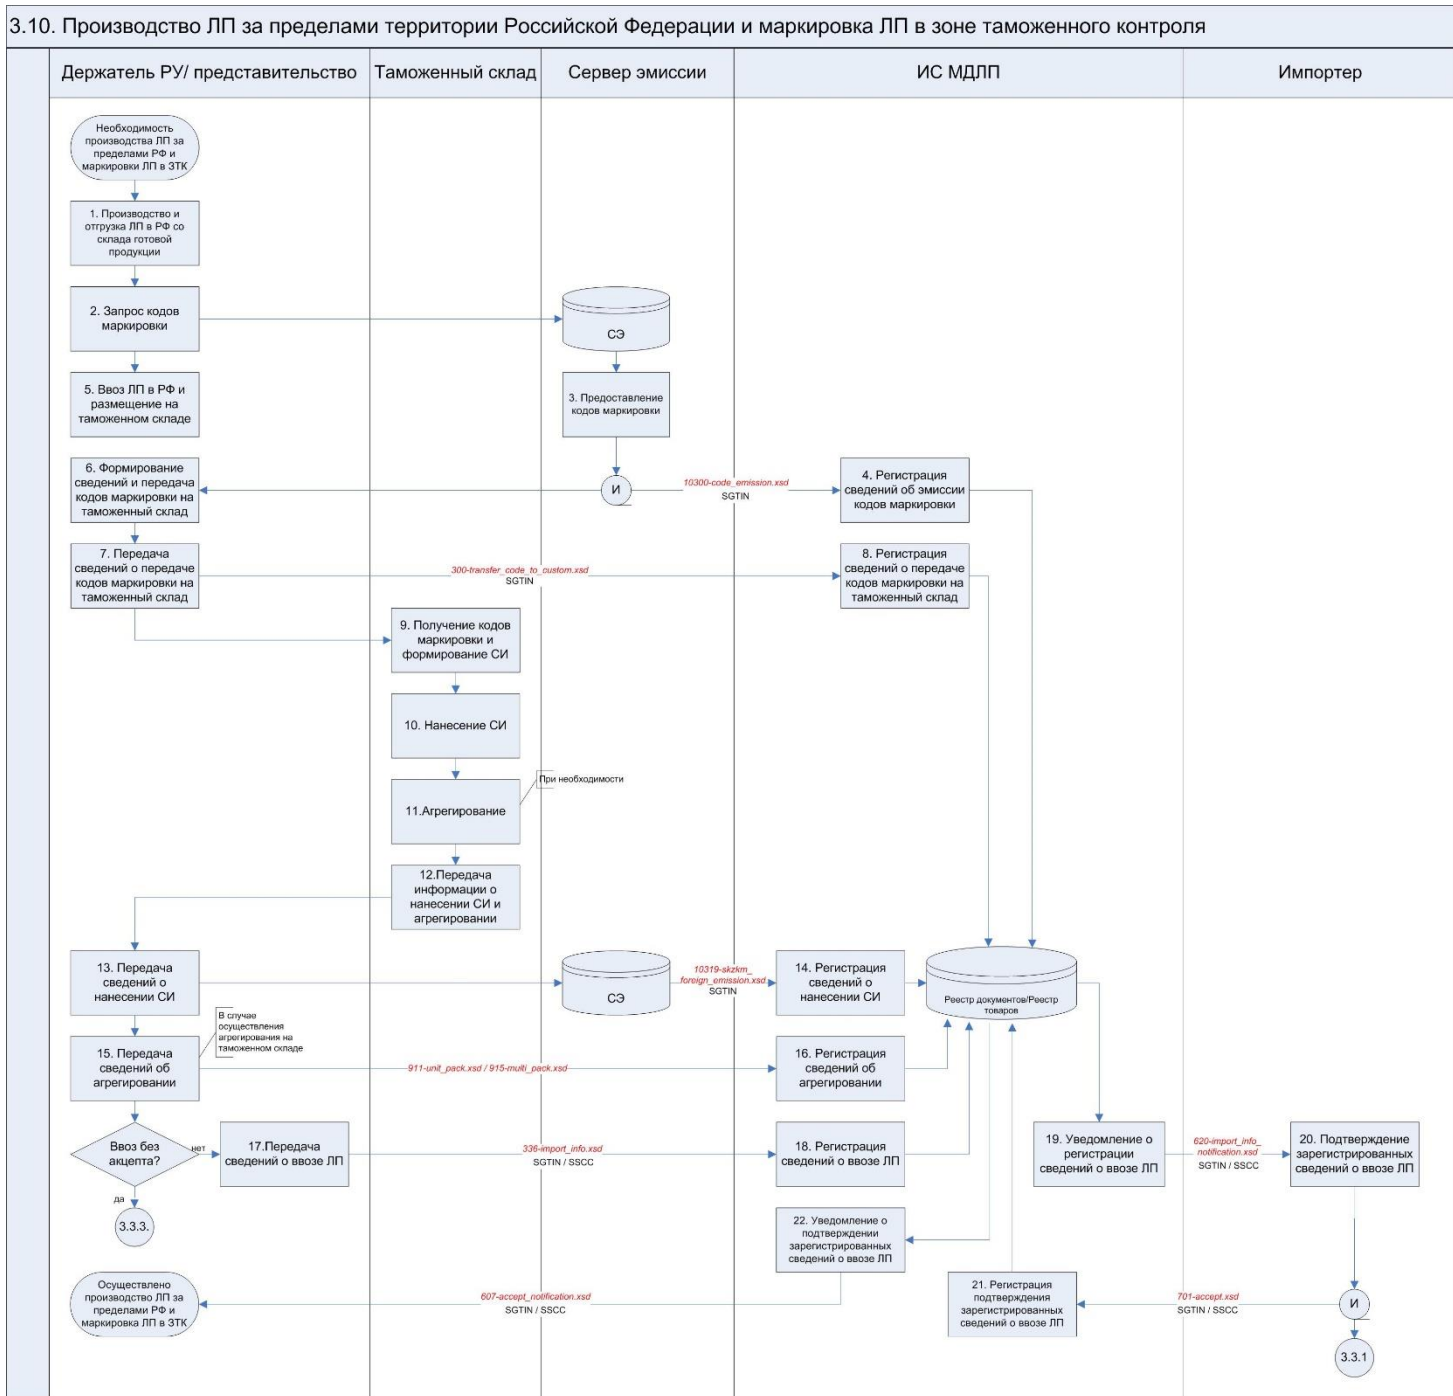 3.10. Производство ЛП за пределами территории Российской Федерации и маркировка ЛП в зоне таможенного контроля
Держатель РУ/ представительство
Таможенный склад
Сервер эмиссии
ИС МДЛП
Импортер
Необходимость
производства ЛП за
пределами РФ и
маркировки ЛП в ЗТК
1. Производство и
отгрузка ЛП в РФ со
склада готовой
продукции
2. Запрос кодов
маркировки
СЭ
5. Ввоз ЛП в РФ и
размещение на
таможенном складе
3. Предоставление
кодов маркировки
6. Формирование
сведений и передача
кодов маркировки на
таможенный склад
И
10300-code_emission.xsd
SGTIN
4. Регистрация
сведений об эмиссии
кодов маркировки
7. Передача
сведений о передаче
кодов маркировки на
таможенный склад
300-transfer_code_to_custom.xsd
SGTIN
8. Регистрация
сведений о передаче
кодов маркировки на
таможенный склад
9. Получение кодов
маркировки и
формирование СИ
10. Нанесение СИ
При необходимости
11.Агрегирование
12.Передача
информации о
нанесении СИ и
агрегировании
13. Передача
сведений о
нанесении СИ
СЭ
10319-skzkm_
foreign_emission.xsd
SGTIN
14. Регистрация
сведений о
нанесении СИ
Реестр документов/Реестр
товаров
В случае
осуществления
агрегирования на
таможенном складе
15. Передача
сведений об
агрегировании
911-unit_pack.xsd / 915-multi_pack.xsd
16. Регистрация
сведений об
агрегировании
Ввоз без
акцепта?
нет
17.Передача
сведений о ввозе ЛП
336-import_info.xsd
SGTIN / SSCC
18. Регистрация
сведений о ввозе ЛП
19. Уведомление о
регистрации
сведений о ввозе ЛП
620-import_info_
notification.xsd
SGTIN / SSCC
20. Подтверждение
зарегистрированных
сведений о ввозе ЛП
да
3.3.3.
22. Уведомление о
подтверждении
зарегистрированных
сведений о ввозе ЛП
Осуществлено
производство ЛП за
пределами РФ и
маркировка ЛП в ЗТК
607-accept_notification.xsd
SGTIN / SSCC
21. Регистрация
подтверждения
зарегистрированных
сведений о ввозе ЛП
701-accept.xsd
SGTIN / SSCC
И
3.3.1